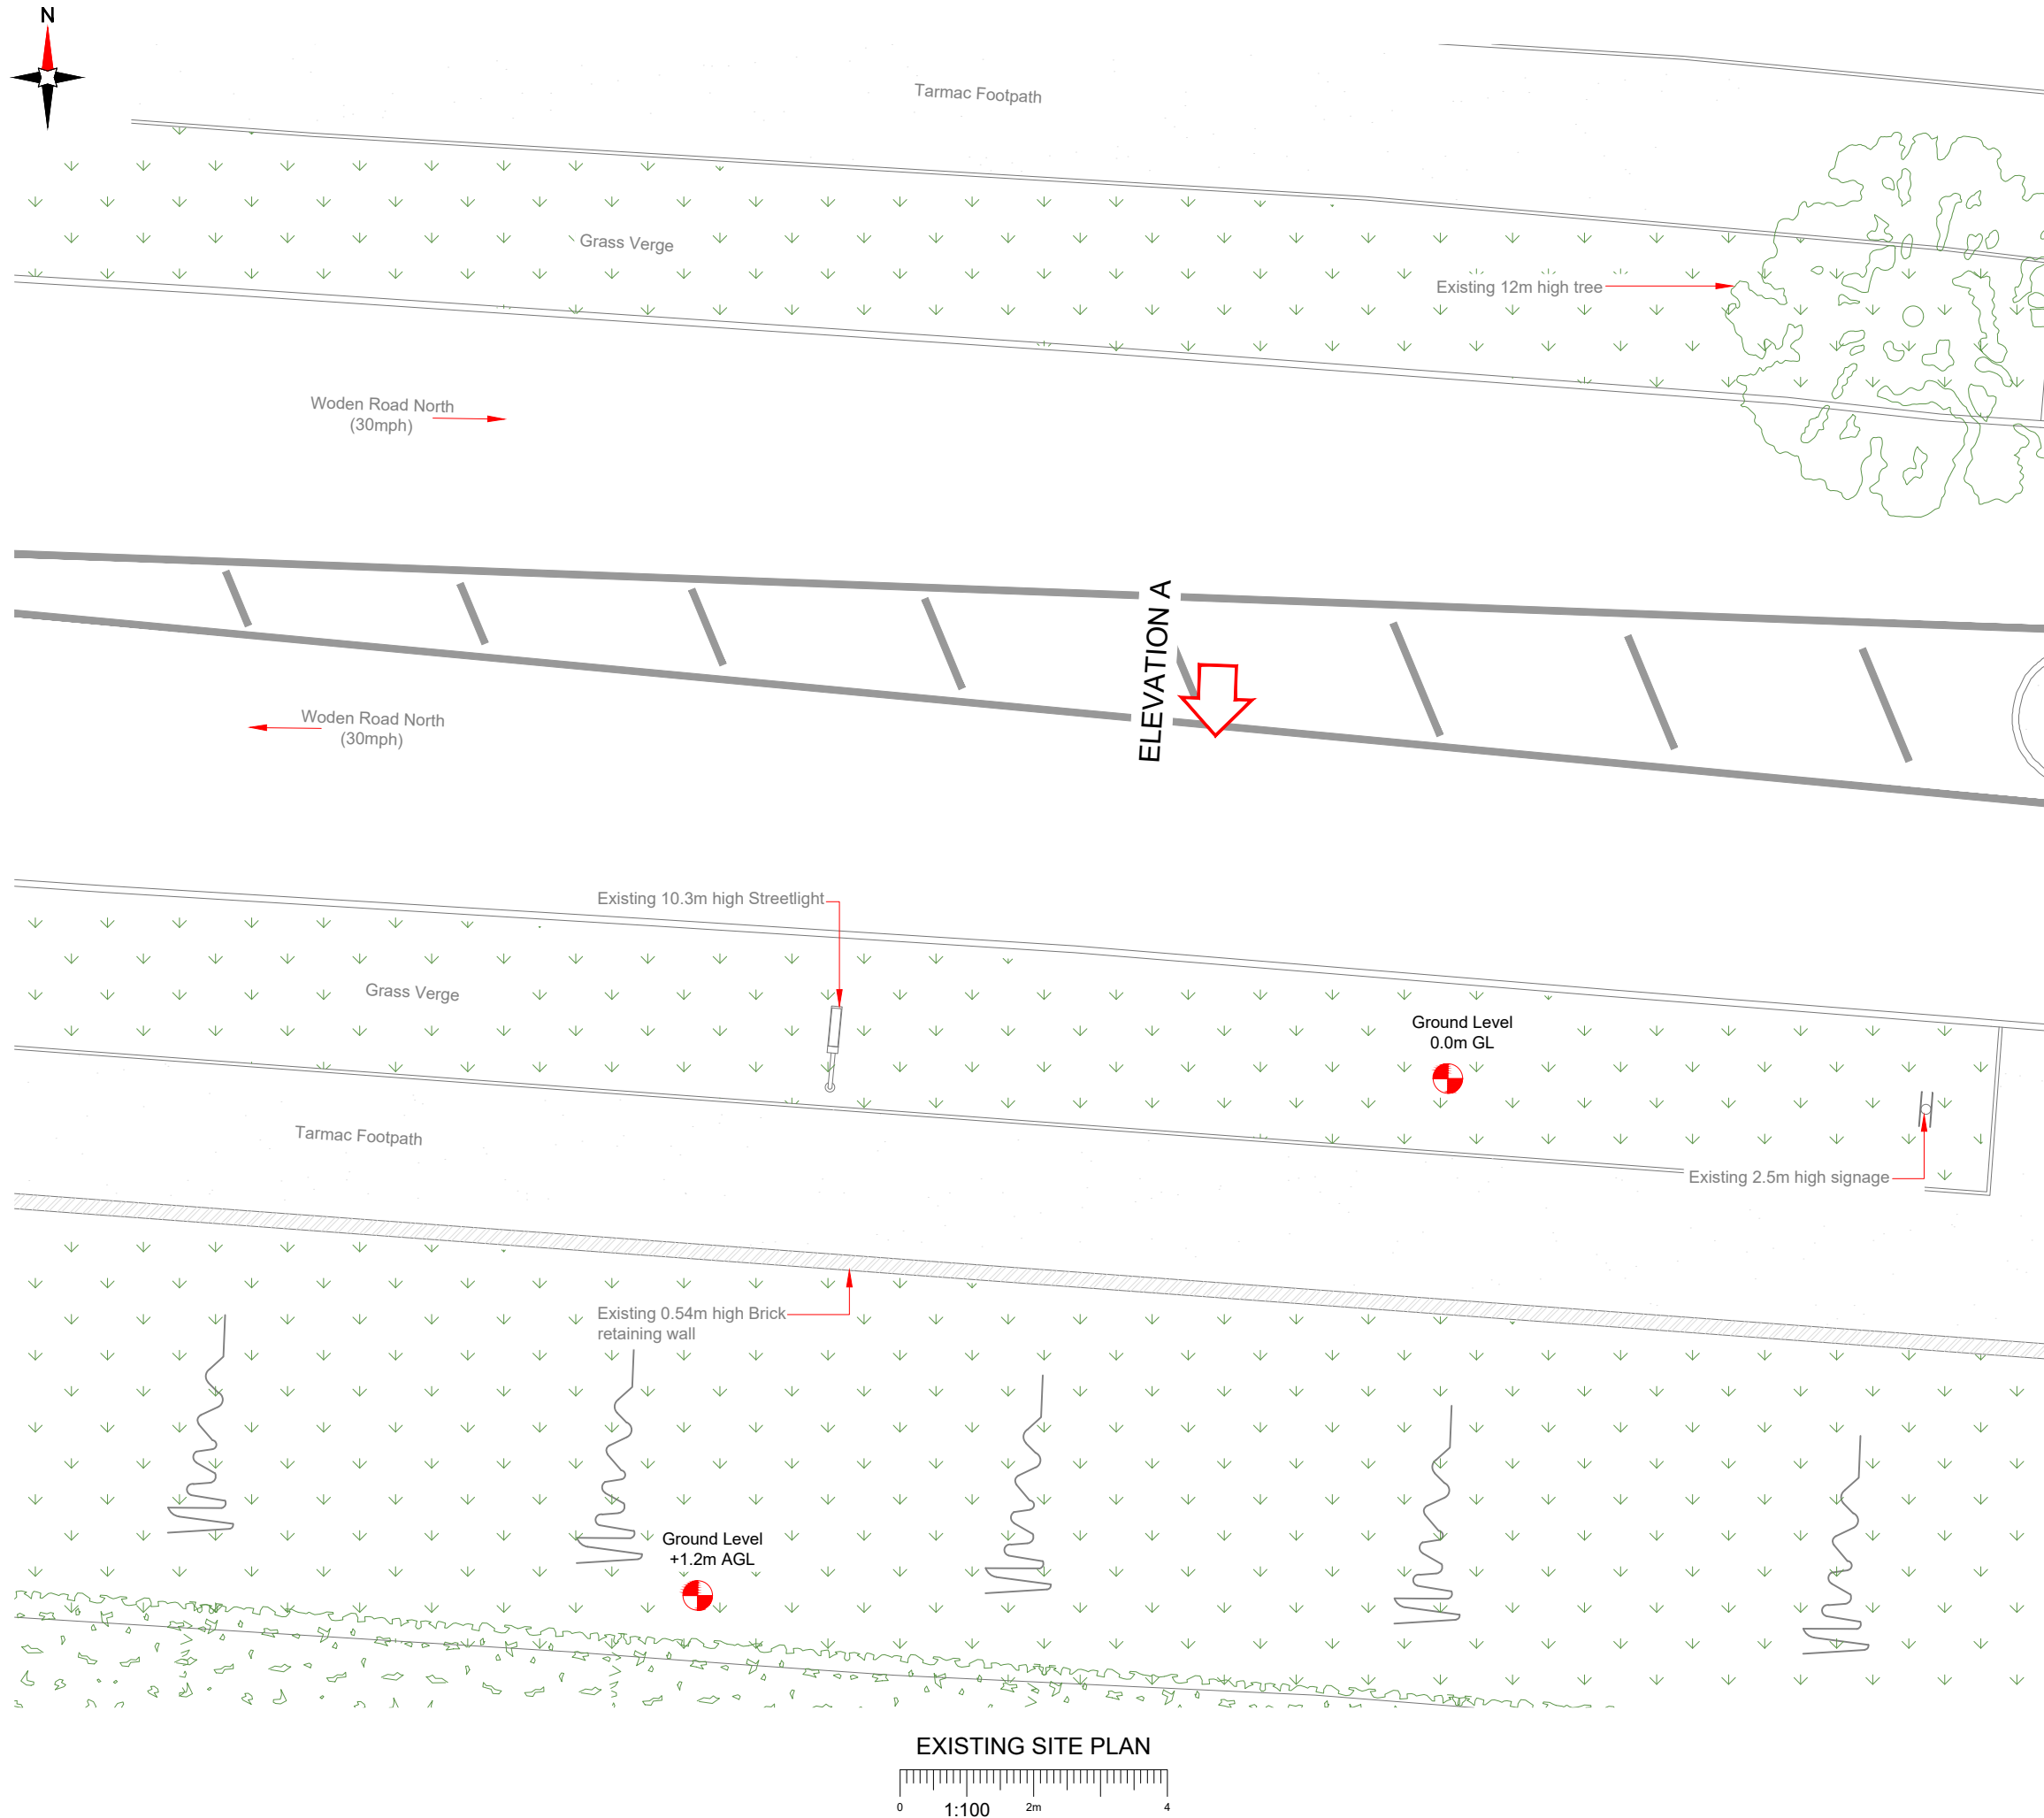 N
Tarmac Footpath
Grass Verge
Existing 12m high tree
Woden Road North
(30mph)
ELEVATION A
Woden Road North
(30mph)
Existing 10.3m high Streetlight
Grass Verge
Ground Level
0.0m GL
Tarmac Footpath
Existing 2.5m high signage
Existing 0.54m high Brick
retaining wall
Ground Level
+1.2m AGL
EXISTING SITE PLAN
0
1:100
2m
4